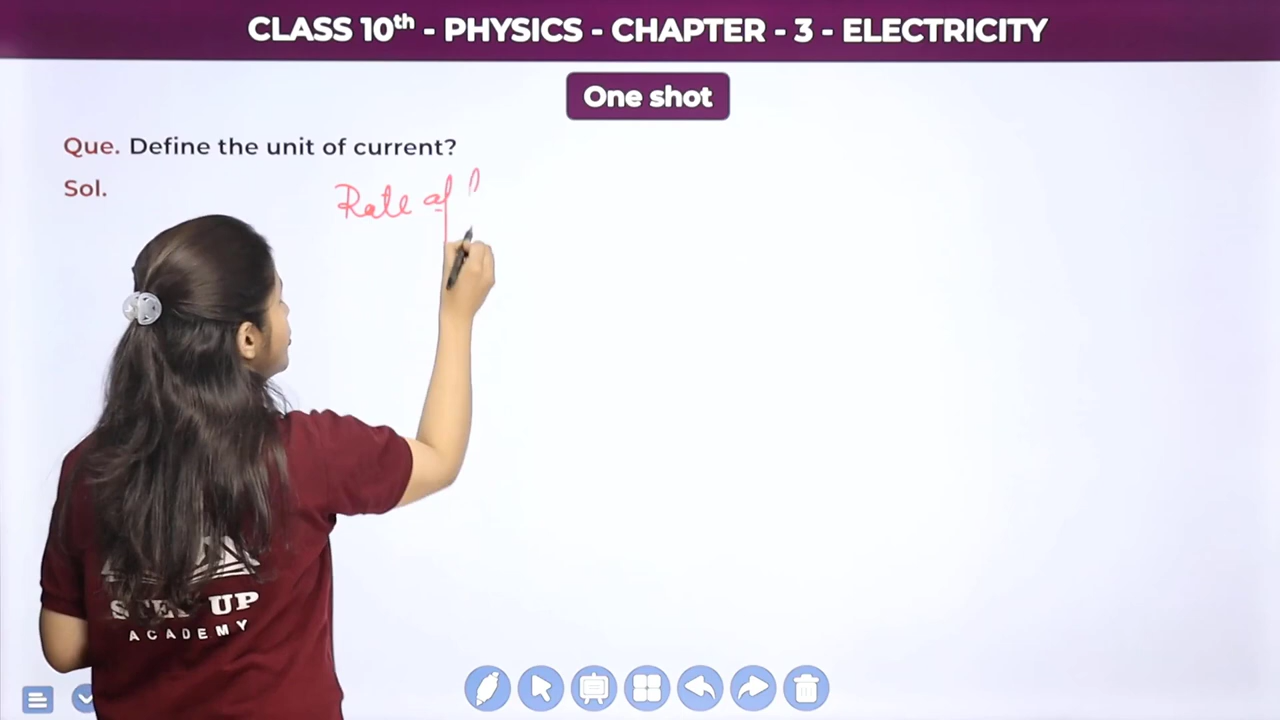 CLASS 10th - PHYSICS - CHAPTER - 3 - ELECTRICITY
One shot
Que. Define the unit of current?
Sol.
Rate of
STEP UP
ACADEMY